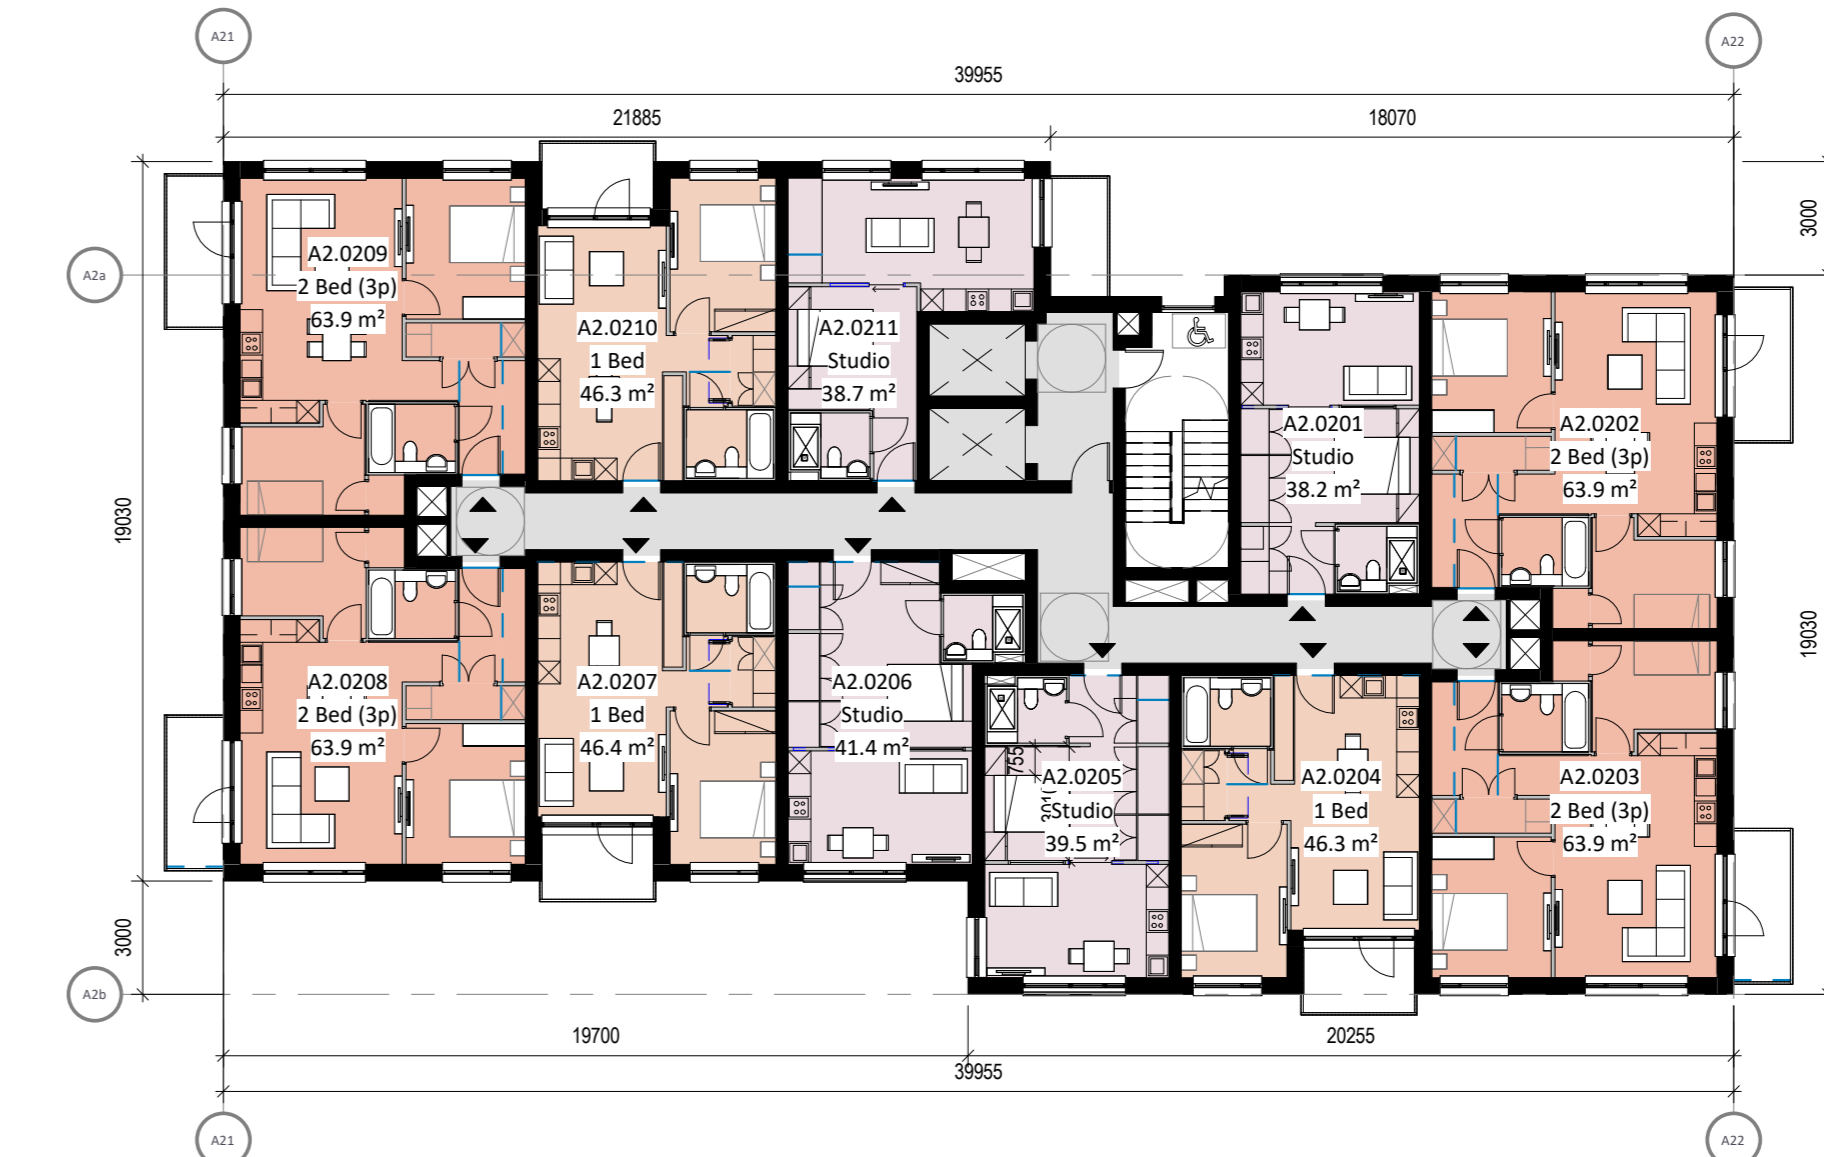 A21
A22
39955
21885
18070
3000
A2a
A2.0209
2 Bed (3p)
63.9 m²
A2.0210
1 Bed
46.3 m²
A2.0211
Studio
38.7 m²
A2.0201
Studio
38.2 m²
A2.0202
2 Bed (3p)
63.9 m²
19030
19030
A2.0208
2 Bed (3p)
63.9 m²
A2.0207
1 Bed
46.4 m²
A2.0206
Studio
41.4 m²
755
A2.0205
Studio
39.5 m²
A2.0204
1 Bed
46.3 m²
A2.0203
2 Bed (3p)
63.9 m²
3000
A2b
19700
20255
39955
A21
A22